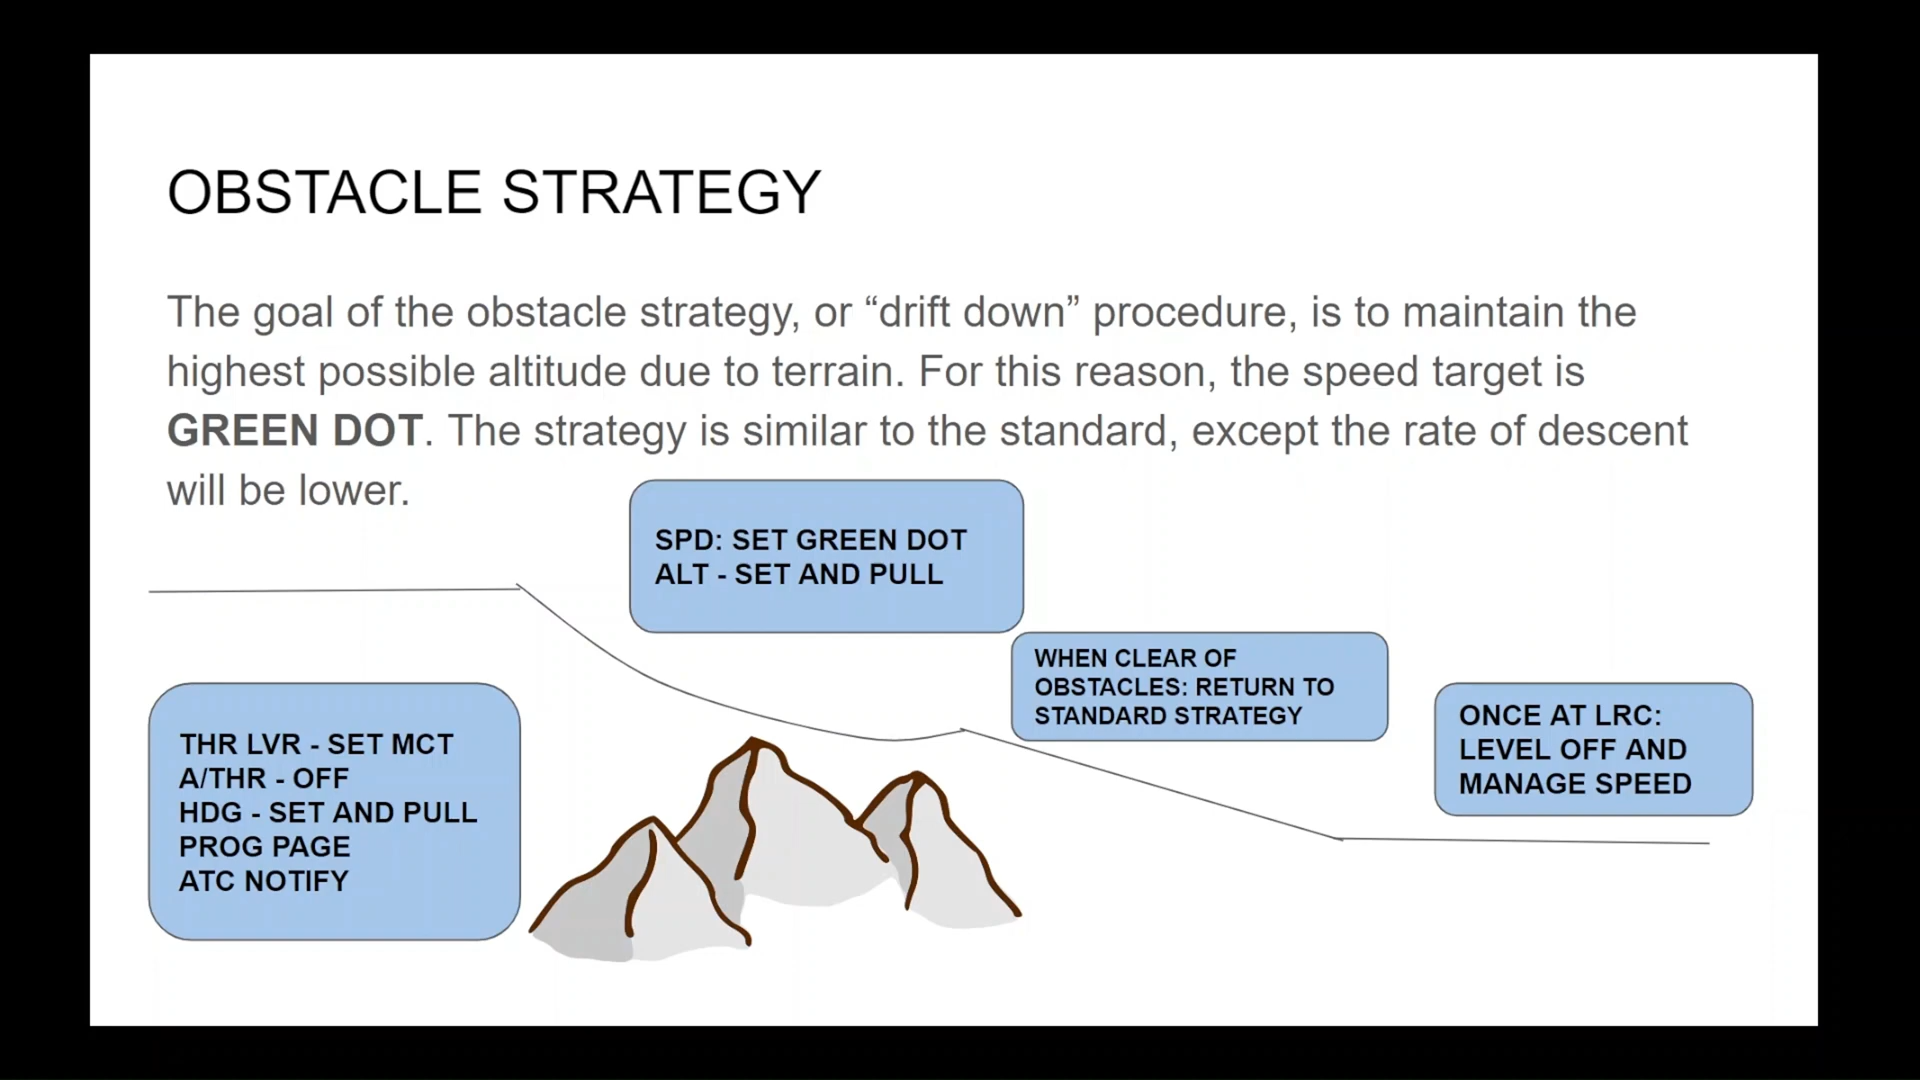 OBSTACLE STRATEGY
The goal of the obstacle strategy, or “drift down” procedure, is to maintain the
highest possible altitude due to terrain. For this reason, the speed target is
GREEN DOT. The strategy is similar to the standard, except the rate of descent
will be lower.
SPD: SET GREEN DOT
ALT - SET AND PULL
WHEN CLEAR OF
OBSTACLES: RETURN TO
STANDARD STRATEGY
ONCE AT LRC:
LEVEL OFF AND
MANAGE SPEED
THR LVR - SET MCT
A/THR - OFF
HDG - SET AND PULL
PROG PAGE
ATC NOTIFY